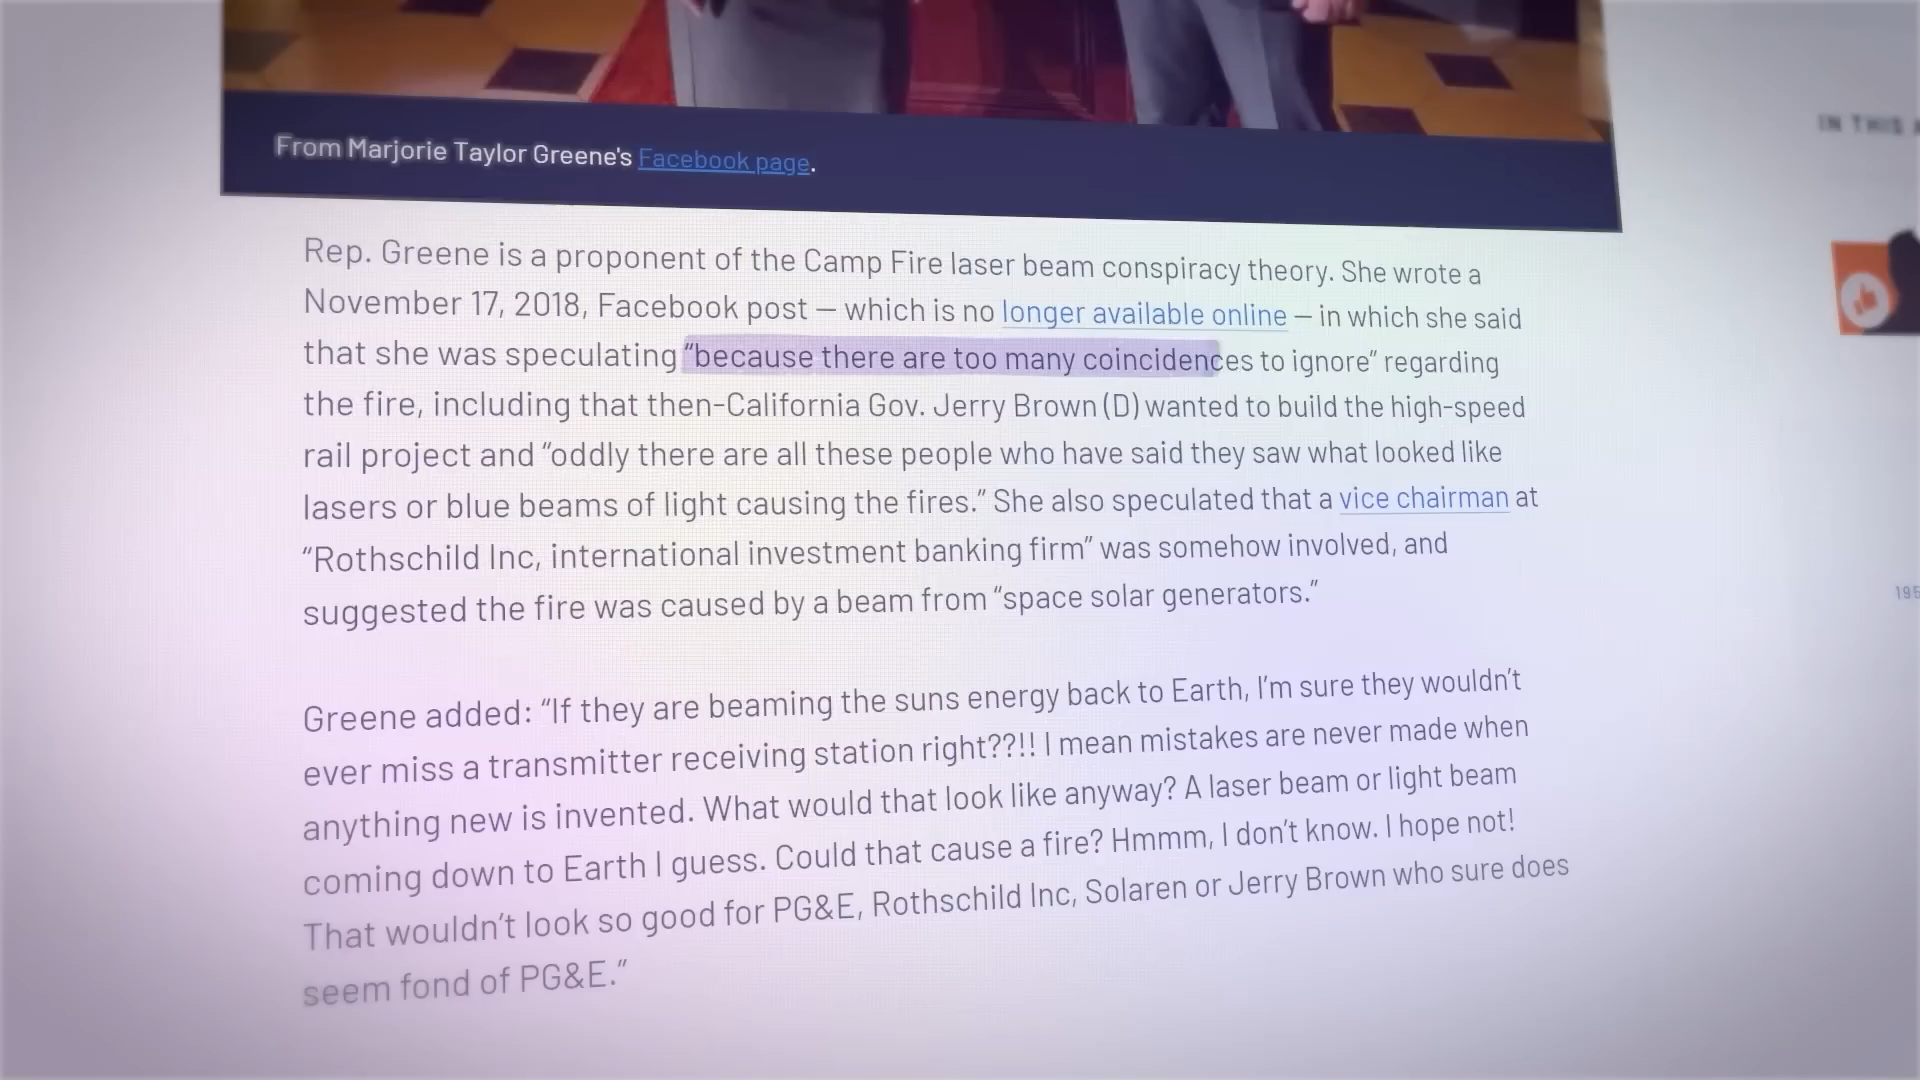 From Marjorie Taylor Greene's Facebook page.
IN THIS
Rep. Greene is a proponent of the Camp Fire laser beam conspiracy theory. She wrote a
November 17, 2018, Facebook post — which is no longer available online — in which she said
that she was speculating “because there are too many coincidences to ignore” regarding
the fire, including that then-California Gov. Jerry Brown (D) wanted to build the high-speed
rail project and “oddly there are all these people who have said they saw what looked like
lasers or blue beams of light causing the fires.” She also speculated that a vice chairman at
“Rothschild Inc, international investment banking firm” was somehow involved, and
suggested the fire was caused by a beam from “space solar generators.”
Greene added: “If they are beaming the suns energy back to Earth, I’m sure they wouldn’t
ever miss a transmitter receiving station right??!! I mean mistakes are never made when
anything new is invented. What would that look like anyway? A laser beam or light beam
coming down to Earth I guess. Could that cause a fire? Hmmm, I don’t know. I hope not!
That wouldn’t look so good for PG&E, Rothschild Inc, Solaren or Jerry Brown who sure does
seem fond of PG&E.”